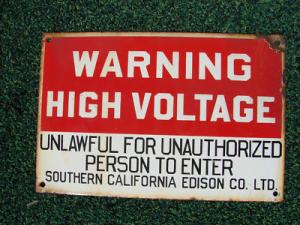 WARNING
HIGH VOLTAGE
UNLAWFUL FOR UNAUTHORIZED
PERSON TO ENTER
SOUTHERN CALIFORNIA EDISON CO. LTD.